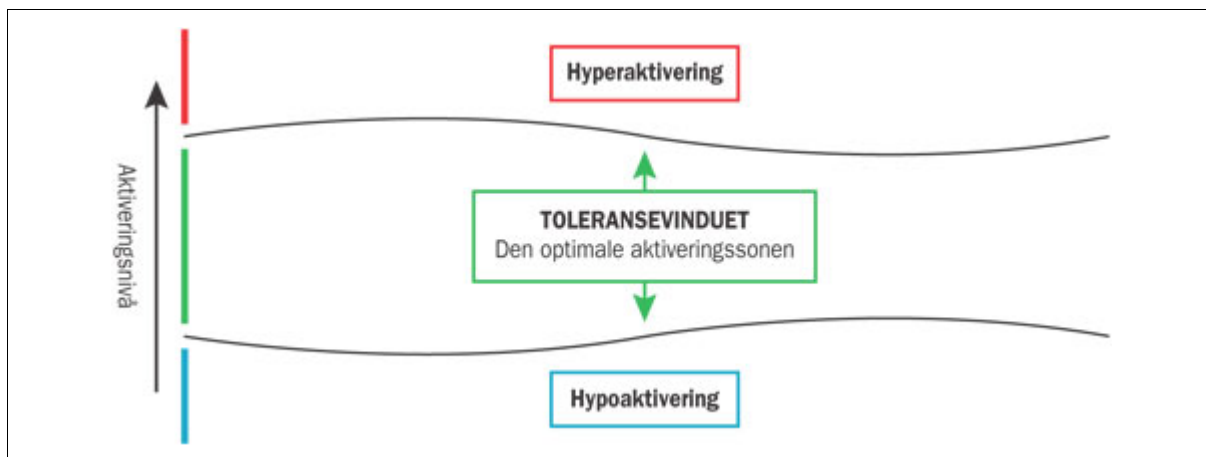 Hyperaktivering
Aktiveringsnivå
TOLERANSEVINDUET
Den optimale aktiveringssonen
Hypoaktivering